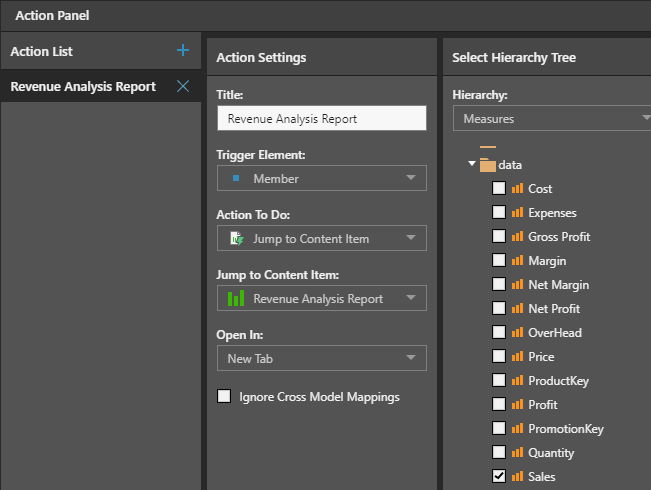 Action Panel
Action List
Revenue Analysis Report
Action Settings
Title:
Revenue Analysis Report
Trigger Element:
Member
Action To Do:
Jump to Content Item
Jump to Content Item:
Revenue Analysis Report
Open In:
New Tab
Ignore Cross Model Mappings
Select Hierarchy Tree
Hierarchy:
Measures
data
Cost
Expenses
Gross Profit
Margin
Net Margin
Net Profit
OverHead
Price
ProductKey
Profit
PromotionKey
Quantity
Sales